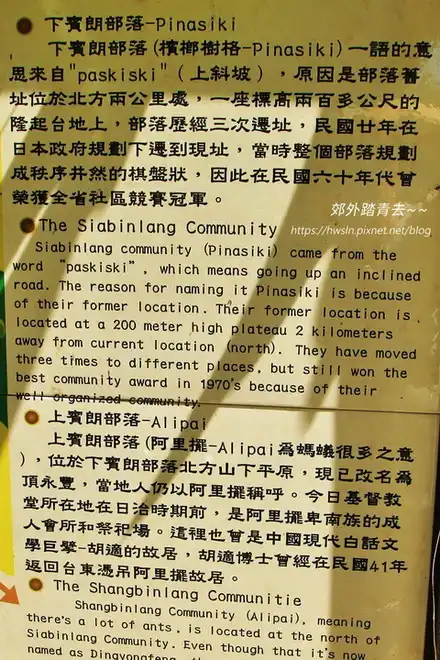 下賓朗部落-Pinasiki
下賓朗部落(檳榔樹格-Pinasiki)一語的意
思來自"paskiski"(上斜坡),原因是部落舊
址位於北方兩公里處,一座標高兩百多公尺的
隆起台地上,部落歷經三次遷址,民國廿年在
日本政府規劃下遷到現址,當時整個部落規劃
成秩序井然的棋盤狀,因此在民國六十年代曾
榮獲全省社區競賽冠軍。
郊外踏青去~~
https://hwsln.pixnet.net/blog
The Siabinlang Community
Siabinlang community (Pinasiki) came from the
word "paskiski", which means going up an inclined
road. The reason for naming it Pinasiki is because
of their former location. Their former location is
located at a 200 meter high plateau 2 kilometers
away from current location (north). They have moved
three times to different places, but still won the
best community award in 1970's because of their
well organized community.
上賓朗部落-Alipai
上賓朗部落(阿里擺-Alipai為螞蟻很多之意
),位於下賓朗部落北方山下平原,現已改名為
頂永豐,當地人仍以阿里擺稱呼。今日基督教
堂所在地在日治時期前,是阿里擺卑南族的成
人會所和祭祀場。這裡也曾是中國現代白話文
學巨擘-胡適的故居,胡適博士曾經在民國41年
返回台東憑弔阿里擺故居。
The Shangbinlang Communitie
Shangbinlang Community (Alipai), meaning
there's a lot of ants, is located at the north of
Siabinlang Community. Even though that it's now
named as Dingyongfeng,